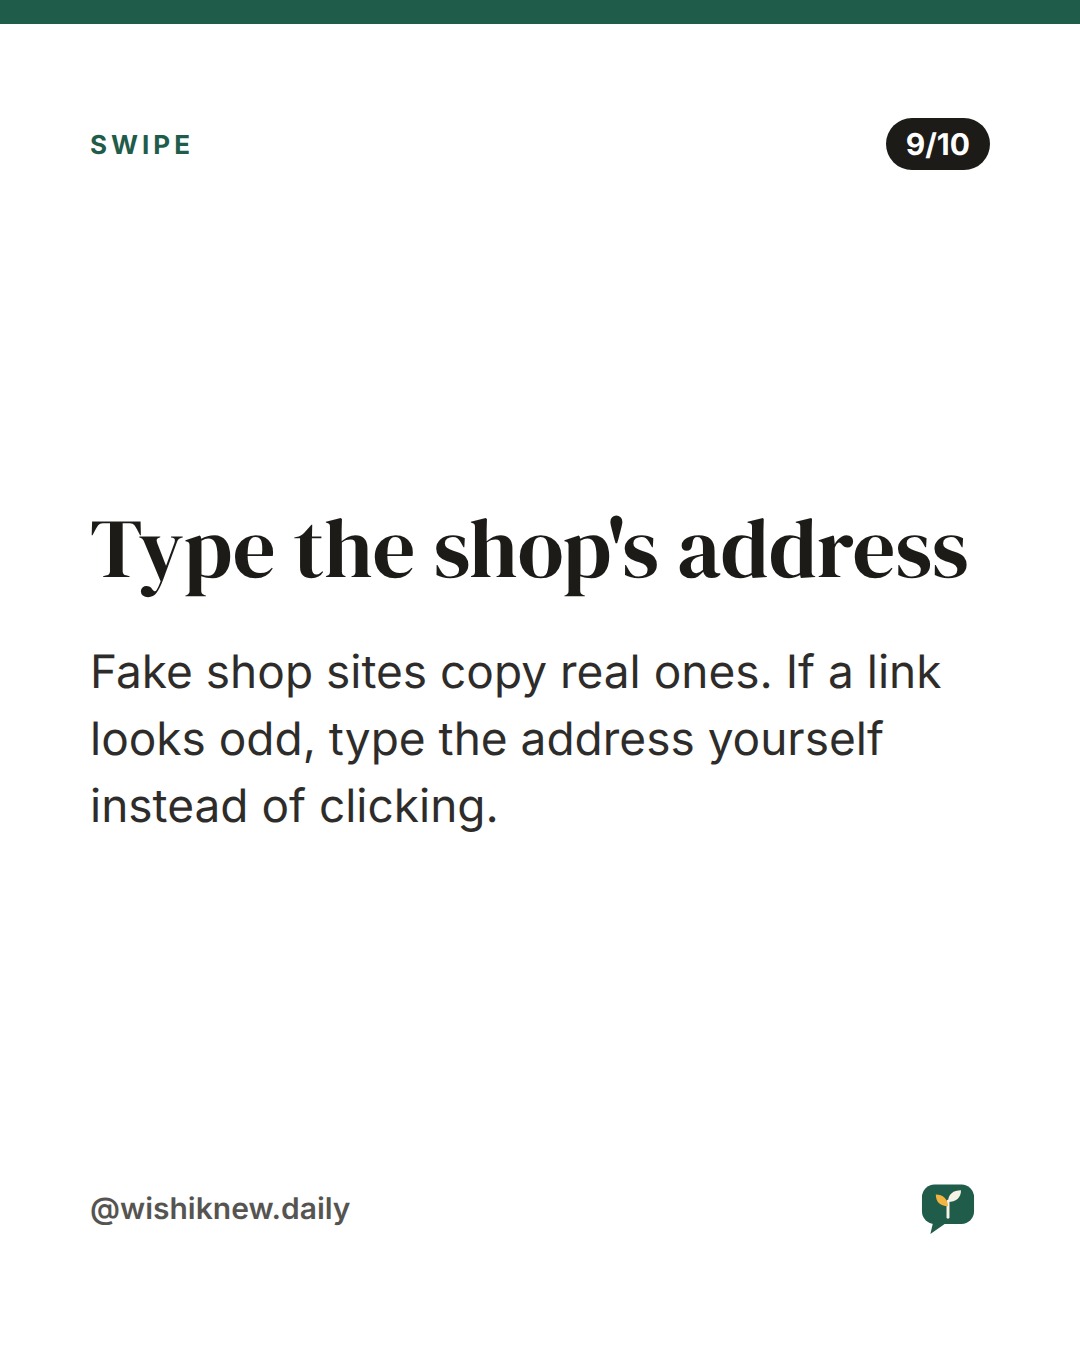 SWIPE
9/10
Type the shop's address
Fake shop sites copy real ones. If a link
looks odd, type the address yourself
instead of clicking.
@wishiknew.daily